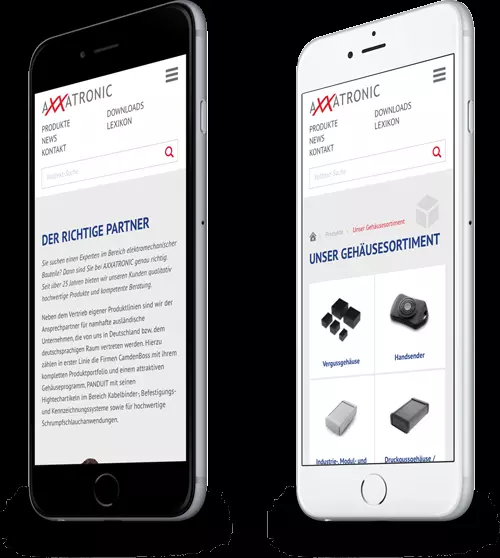 AXXATRONIC
PRODUKTE
NEWS
KONTAKT
DOWNLOADS
LEXIKON
Volltext Suche
DER RICHTIGE PARTNER
Sie suchen einen Experten im Bereich elektromechanischer
Bauteile? Dann sind Sie bei AXXATRONIC genau richtig.
Seit über 25 Jahren bieten wir unseren Kunden qualitativ
hochwertige Produkte und kompetente Beratung.
Neben dem Vertrieb eigener Produktlinien sind wir der
Ansprechpartner für namhafte ausländische
Unternehmen, die von uns in Deutschland bzw. dem
deutschsprachigen Raum vertreten werden. Hierzu
zählen in erster Linie die Firmen CamdenBoss mit ihrem
kompletten Produktportfolio und einem attraktiven
Gehäuseprogramm, PANDUIT mit seinen
Hightechartikeln im Bereich Kabelbinder-, Befestigungs-
und Kennzeichnungssysteme sowie für hochwertige
Schrumpfschlauchanwendungen.
AXXATRONIC
PRODUKTE
NEWS
KONTAKT
DOWNLOADS
LEXIKON
Volltext Suche
Produkte Unser Gehäusesortiment
UNSER GEHÄUSESORTIMENT
Vergussgehäuse
Handsender
Industrie- Modul- und
Druckgussgehäuse /